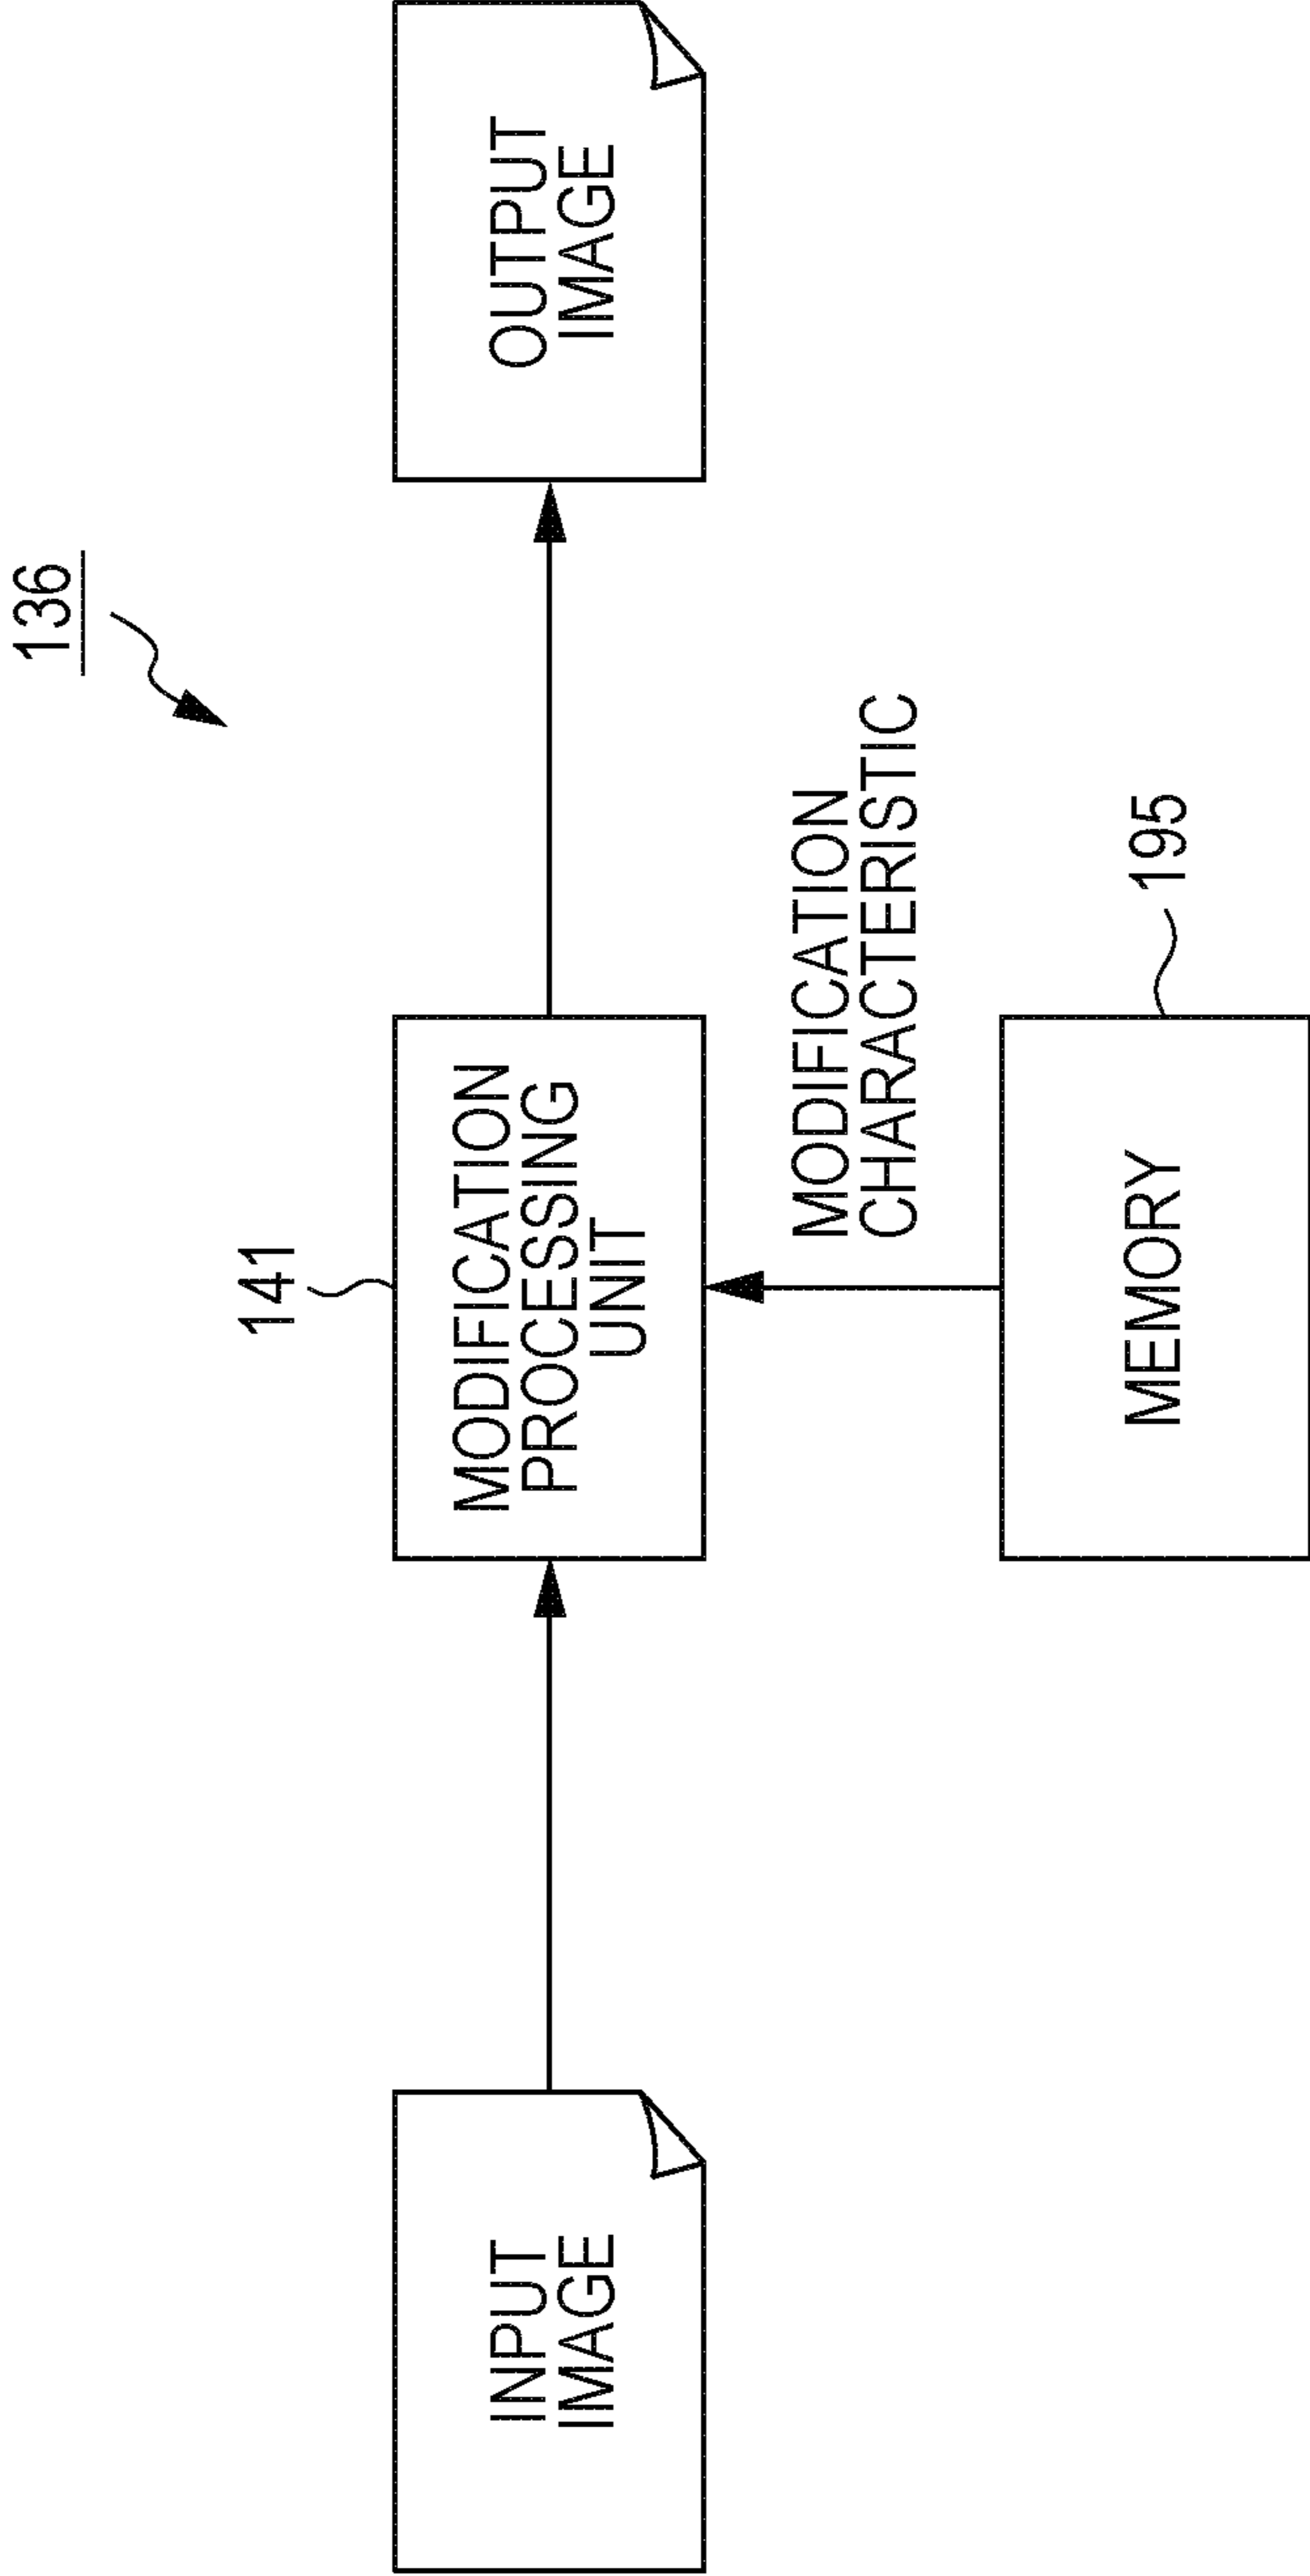 136
141
INPUT
IMAGE
MODIFICATION
PROCESSING
UNIT
OUTPUT
IMAGE
MODIFICATION
CHARACTERISTIC
MEMORY
195